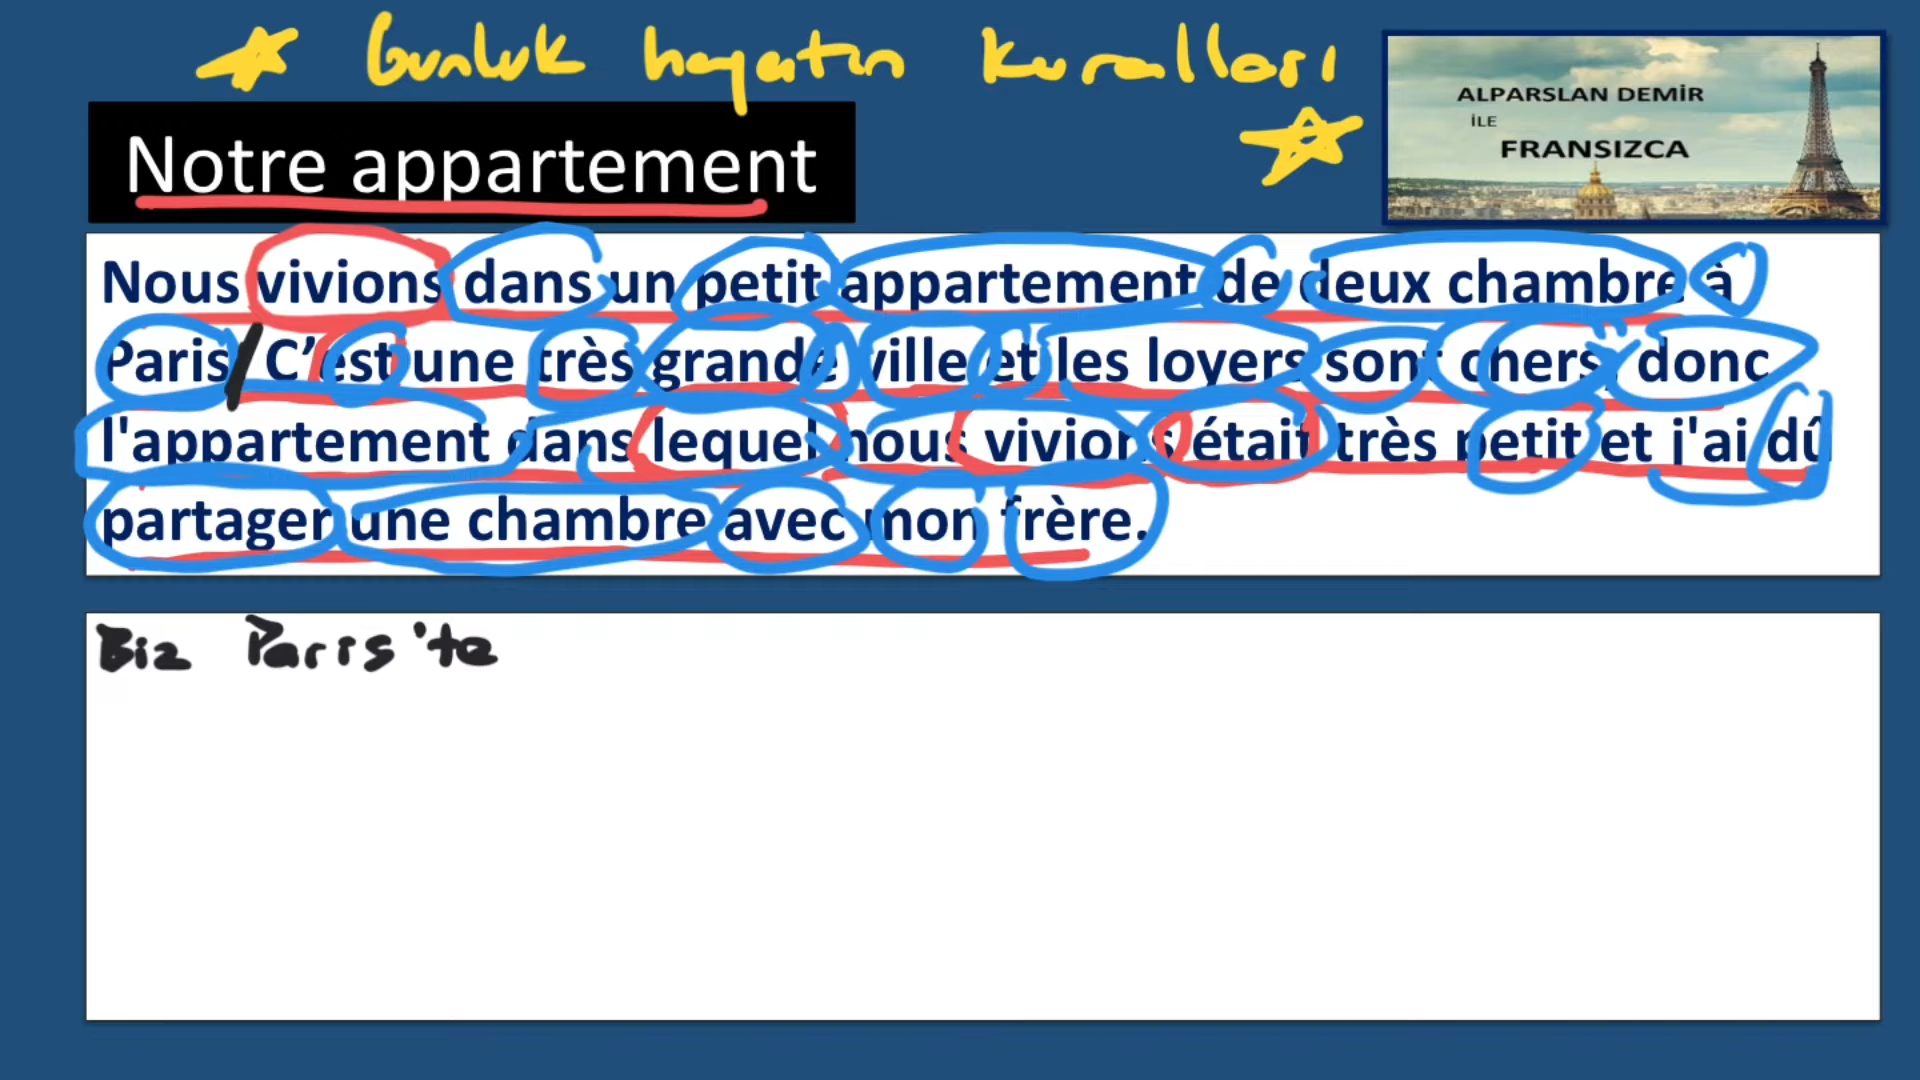 Gunluk hayatın kuralları
ALPARSLAN DEMİR
İLE
FRANSIZCA
Notre appartement
Nous vivions dans un petit appartement de deux chambre à
Paris/C’est une très grande ville et les loyers sont chers, donc
l'appartement dans lequel nous vivions était très petit et j'ai dû
partager une chambre avec mon frère.
Biz Paris'te